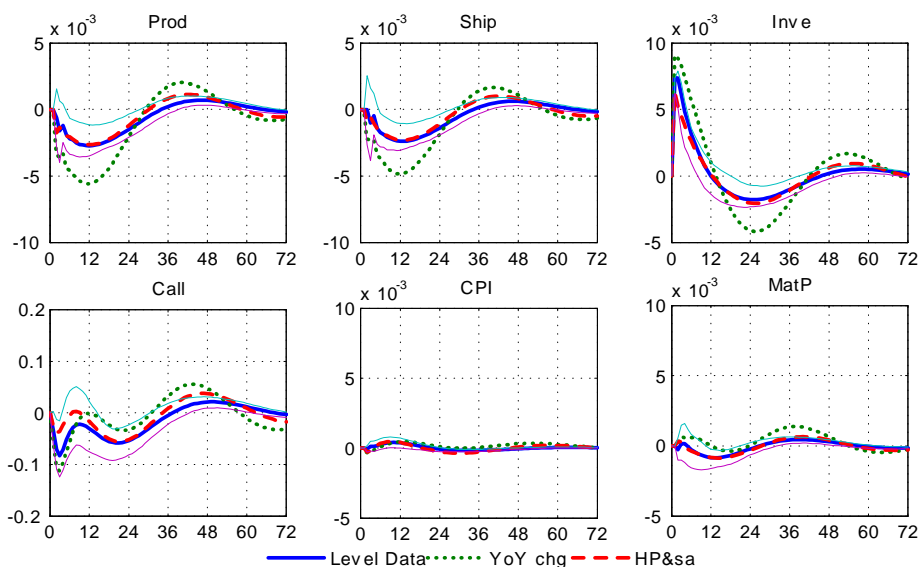 x 10⁻³ Prod
5
0
-5
-10
0 12 24 36 48 60 72
x 10⁻³ Ship
5
0
-5
-10
0 12 24 36 48 60 72
x 10⁻³ Inve
10
5
0
-5
0 12 24 36 48 60 72
Call
0.2
0.1
0
-0.1
-0.2
0 12 24 36 48 60 72
x 10⁻³ CPI
10
5
0
-5
0 12 24 36 48 60 72
x 10⁻³ MatP
10
5
0
-5
0 12 24 36 48 60 72
Level Data YoY chg HP&sa